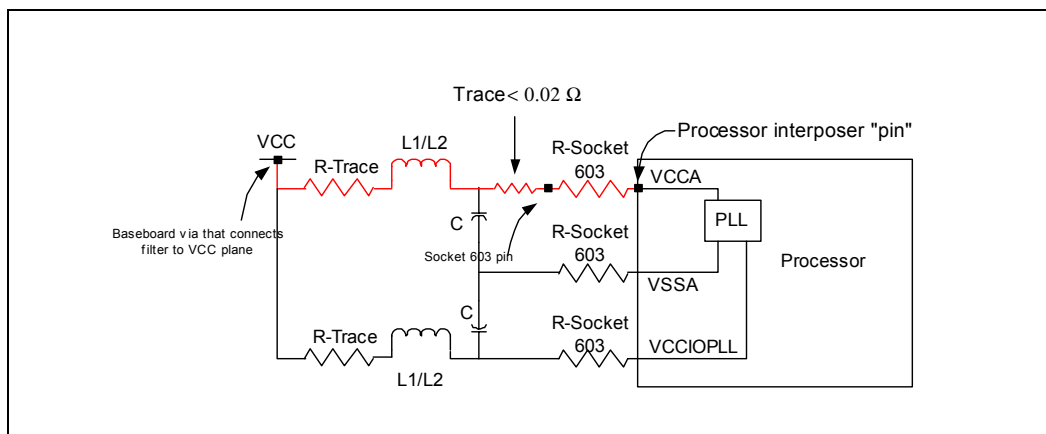 Trace< 0.02 Ω
VCC
R-Trace
L1/L2
R-Socket
603
Processor interposer "pin"
VCCA
PLL
Processor
Baseboard via that connects
filter to VCC plane
C
Socket 603 pin
R-Socket
603
VSSA
C
R-Trace
L1/L2
R-Socket
603
VCCIOPLL